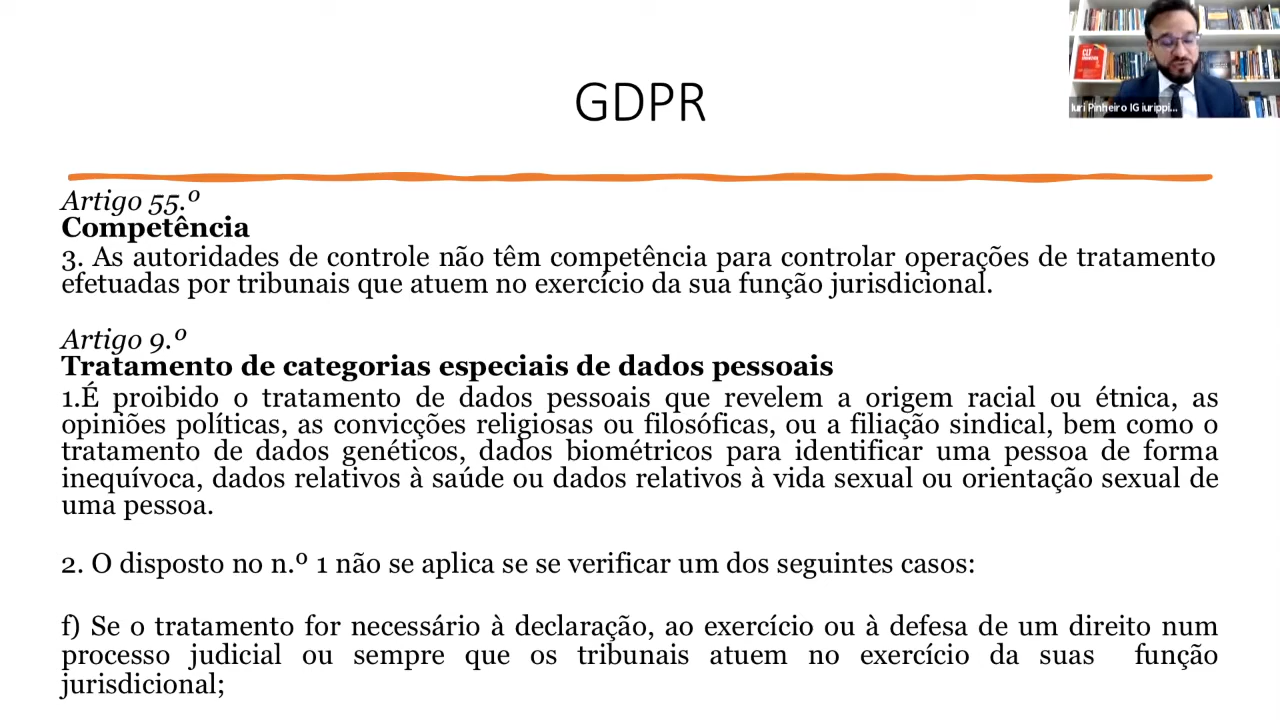 GDPR
CLT
Iuri Pinheiro IG iurippi...
Artigo 55.º
Competência
3. As autoridades de controle não têm competência para controlar operações de tratamento
efetuadas por tribunais que atuem no exercício da sua função jurisdicional.
Artigo 9.º
Tratamento de categorias especiais de dados pessoais
1.É proibido o tratamento de dados pessoais que revelem a origem racial ou étnica, as
opiniões políticas, as convicções religiosas ou filosóficas, ou a filiação sindical, bem como o
tratamento de dados genéticos, dados biométricos para identificar uma pessoa de forma
inequívoca, dados relativos à saúde ou dados relativos à vida sexual ou orientação sexual de
uma pessoa.
2. O disposto no n.º 1 não se aplica se se verificar um dos seguintes casos:
f) Se o tratamento for necessário à declaração, ao exercício ou à defesa de um direito num
processo judicial ou sempre que os tribunais atuem no exercício da suas função
jurisdicional;